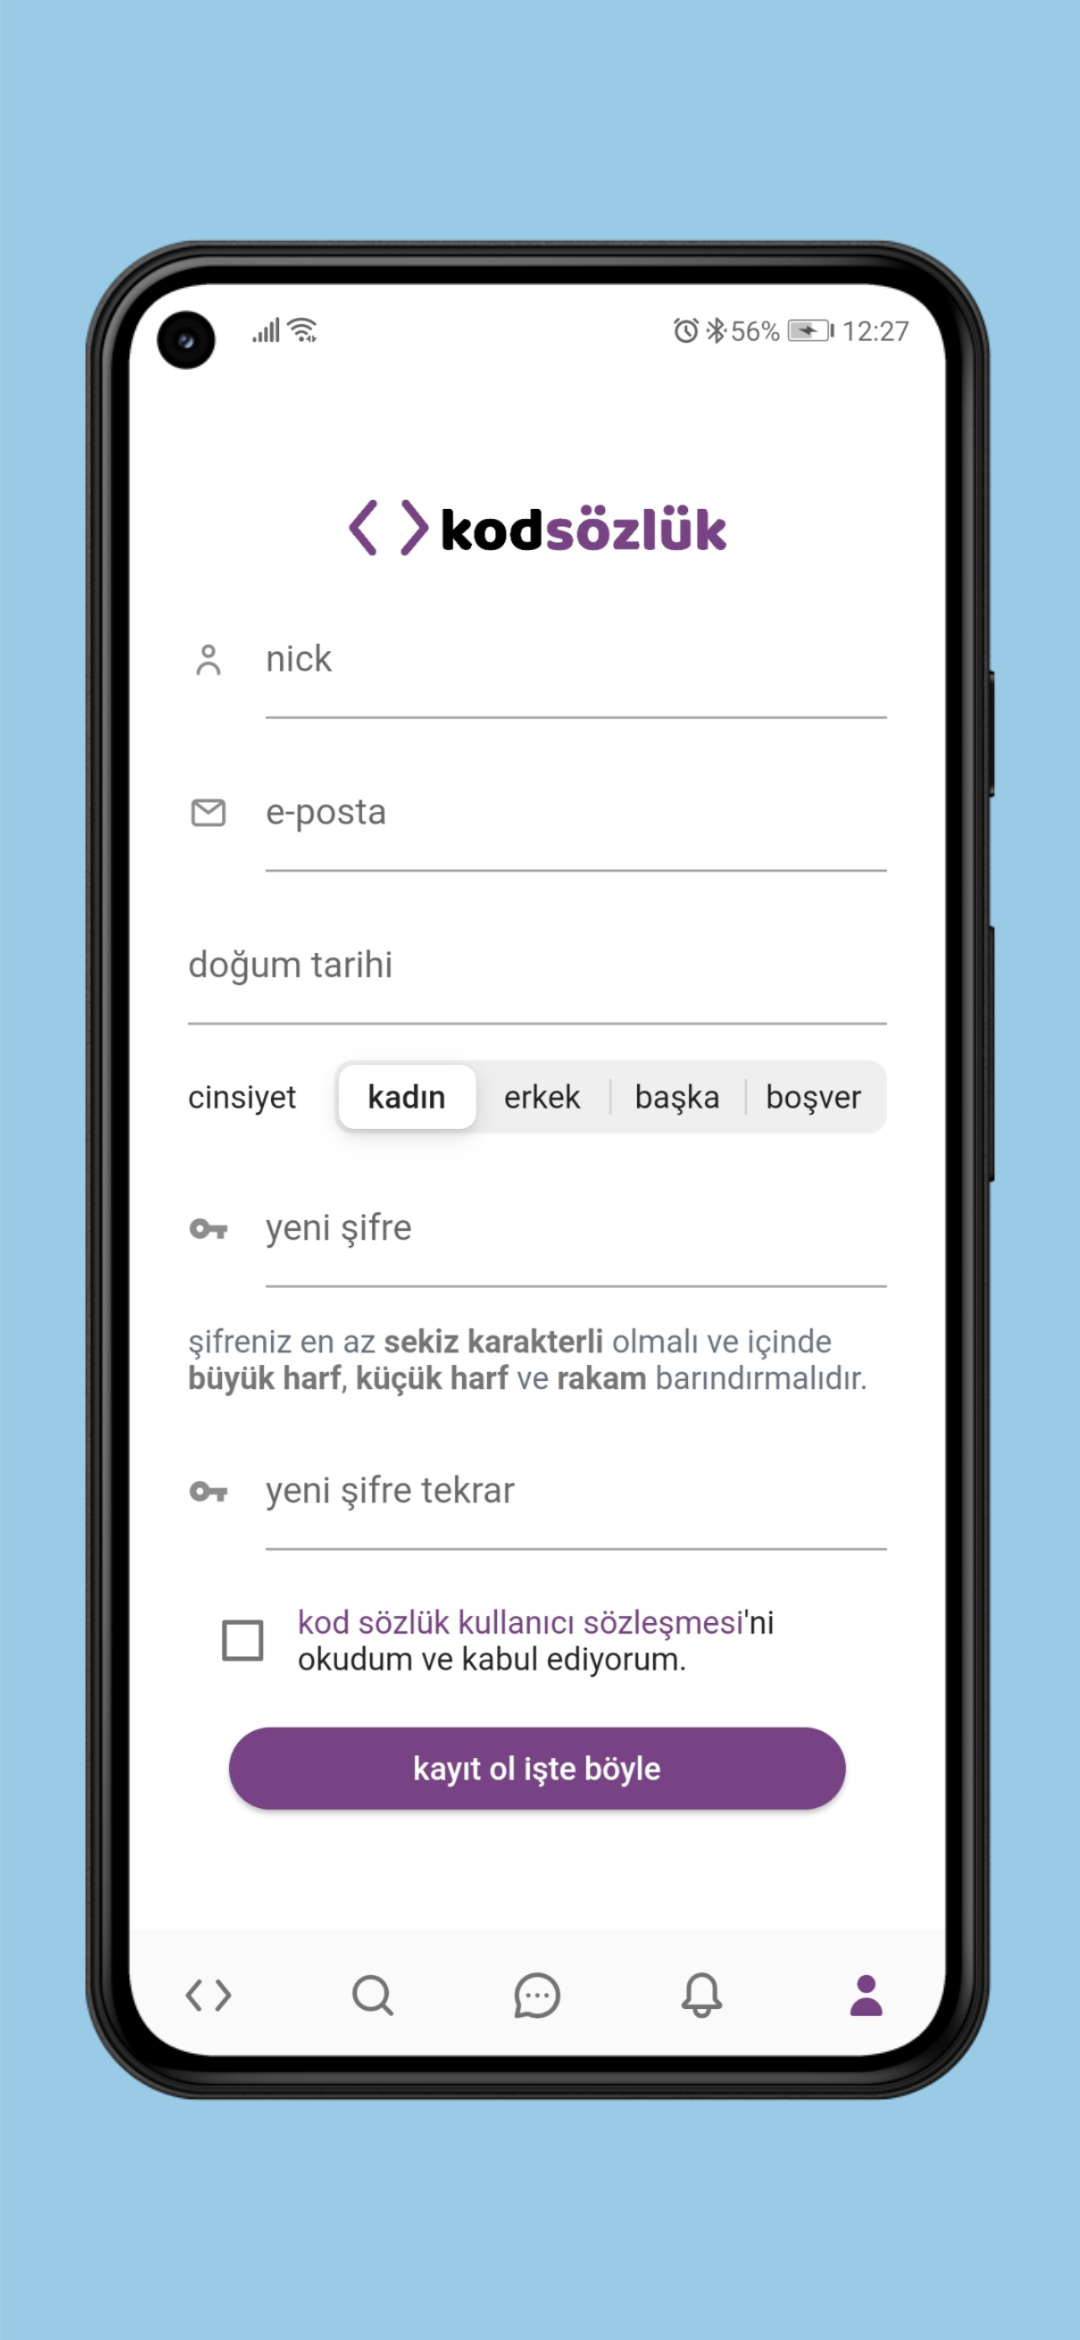 56% 12:27
kodsözlük
nick
e-posta
doğum tarihi
cinsiyet kadın erkek başka boşver
yeni şifre
şifreniz en az sekiz karakterli olmalı ve içinde
büyük harf, küçük harf ve rakam barındırmalıdır.
yeni şifre tekrar
kod sözlük kullanıcı sözleşmesi'ni
okudum ve kabul ediyorum.
kayıt ol işte böyle